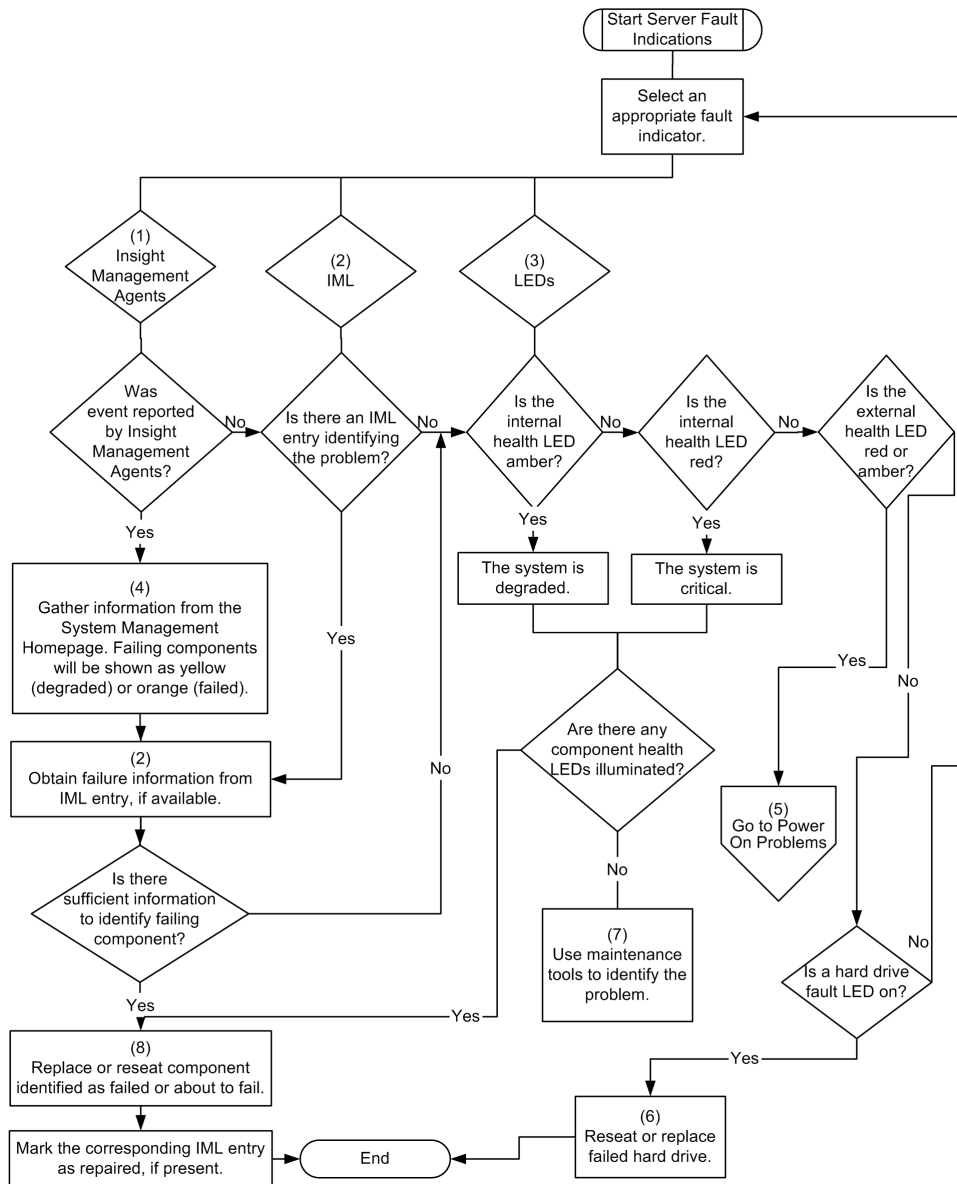 Start Server Fault
Indications
Select an
appropriate fault
indicator.
(1)
Insight
Management
Agents
(2)
IML
(3)
LEDs
Was
event reported
by Insight
Management
Agents?
No
Is there an IML
entry identifying
the problem?
No
Is the
internal
health LED
amber?
No
Is the
internal
health LED
red?
No
Is the
external
health LED
red or
amber?
Yes
Yes
Yes
The system is
degraded.
The system is
critical.
(4)
Gather information from the
System Management
Homepage. Failing components
will be shown as yellow
(degraded) or orange (failed).
Yes
Yes
No
Are there any
component health
LEDs illuminated?
(2)
Obtain failure information from
IML entry, if available.
No
(5)
Go to Power
On Problems
Is there
sufficient information
to identify failing
component?
No
(7)
Use maintenance
tools to identify the
problem.
No
Is a hard drive
fault LED on?
Yes
Yes
(8)
Replace or reseat component
identified as failed or about to fail.
Yes
(6)
Reseat or replace
failed hard drive.
Mark the corresponding IML entry
as repaired, if present.
End